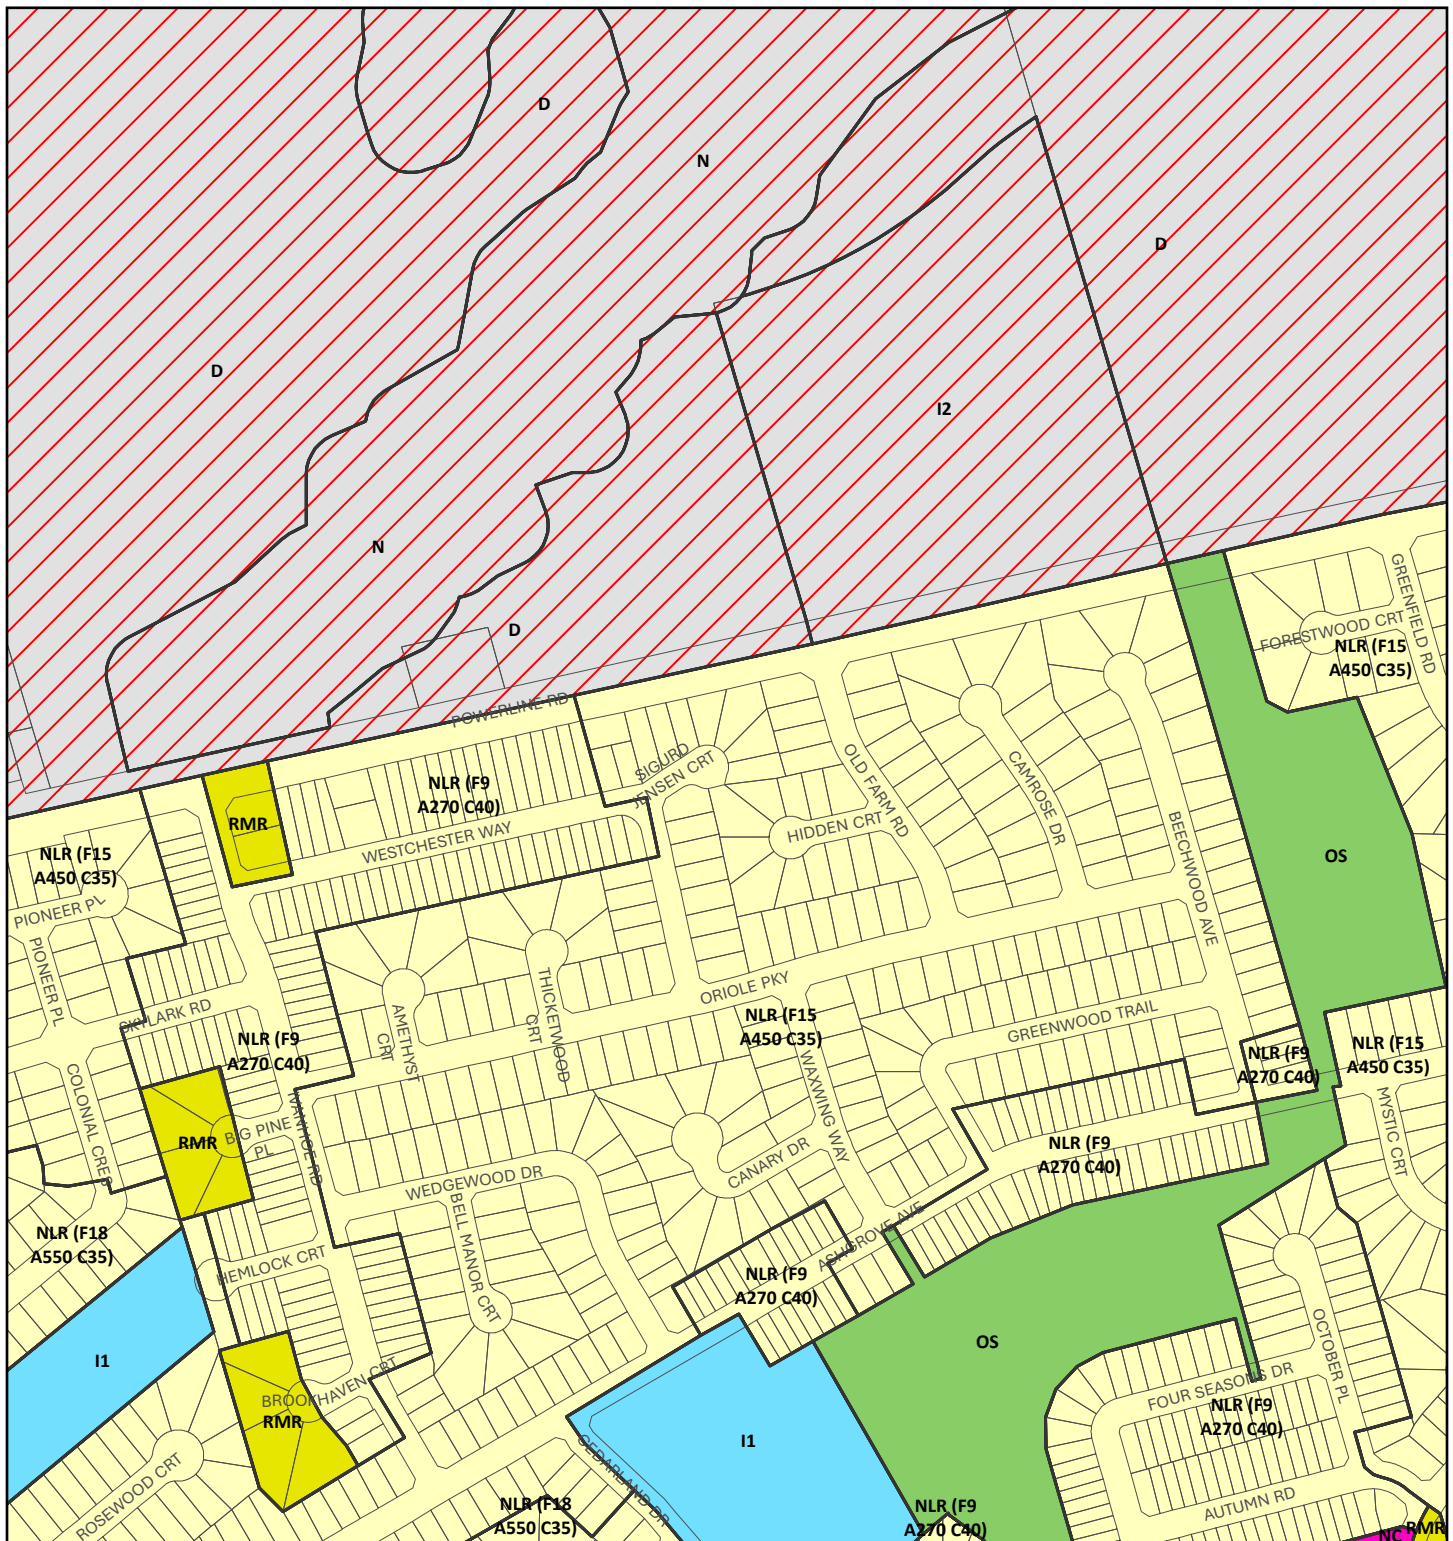 D
N
D
D
I2
N
D
POWERLINE RD
GREENFIELD RD
FORESTWOOD CRT
NLR (F15
A450 C35)
SIGURD
JENSEN CRT
OLD FARM RD
CAMROSE DR
HIDDEN CRT
BEECHWOOD AVE
NLR (F9
A270 C40)
WESTCHESTER WAY
RMR
NLR (F15
A450 C35)
PIONEER PL
PIONEER PL
OS
SKYLARK RD
NLR (F9
A270 C40)
AMETHYST
CRT
THICKETWOOD
CRT
ORIOLE PKY
NLR (F15
A450 C35)
GREENWOOD TRAIL
NLR (F9
A270 C40)
NLR (F15
A450 C35)
COLONIAL CRES
RMR
BIG PINE
PL
IVANHOE RD
WAXWING WAY
MYSTIC CRT
NLR (F9
A270 C40)
CANARY DR
WEDGEWOOD DR
BELL MANOR CRT
NLR (F18
A550 C35)
HEMLOCK CRT
ASHGROVE AVE
NLR (F9
A270 C40)
I1
OS
OCTOBER PL
FOUR SEASONS DR
NLR (F9
A270 C40)
BROOKHAVEN CRT
RMR
I1
CEDARLAND DR
ROSEWOOD CRT
NLR (F18
A550 C35)
NLR (F9
A270 C40)
AUTUMN RD
NC
RMR